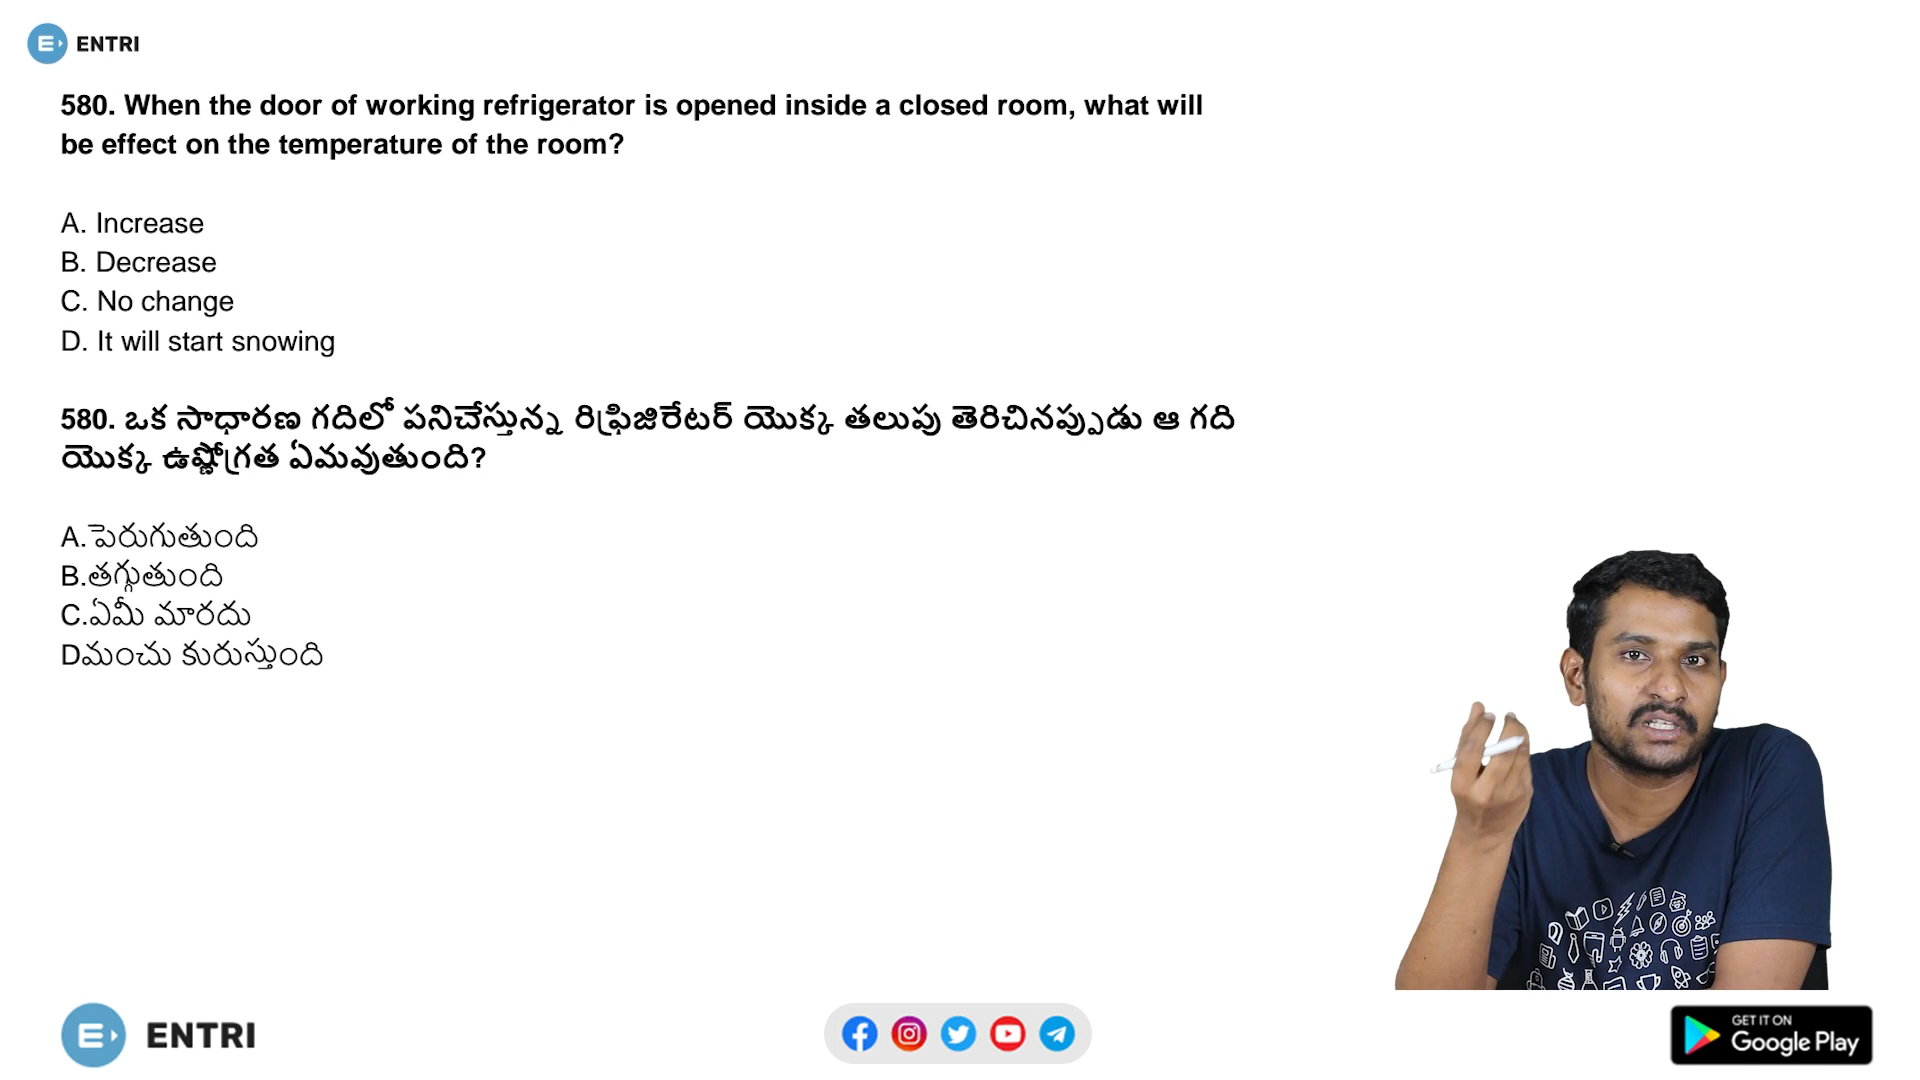 ENTRI
580. When the door of working refrigerator is opened inside a closed room, what will
be effect on the temperature of the room?
A. Increase
B. Decrease
C. No change
D. It will start snowing
580. ఒక సాధారణ గదిలో పనిచేస్తున్న రిఫ్రిజిరేటర్ యొక్క తలుపు తెరిచినప్పుడు ఆ గది
యొక్క ఉష్ణోగ్రత ఏమవుతుంది?
A.పెరుగుతుంది
B.తగ్గుతుంది
C.ఏమీ మారదు
Dమంచు కురుస్తుంది
ENTRI
GET IT ON
Google Play